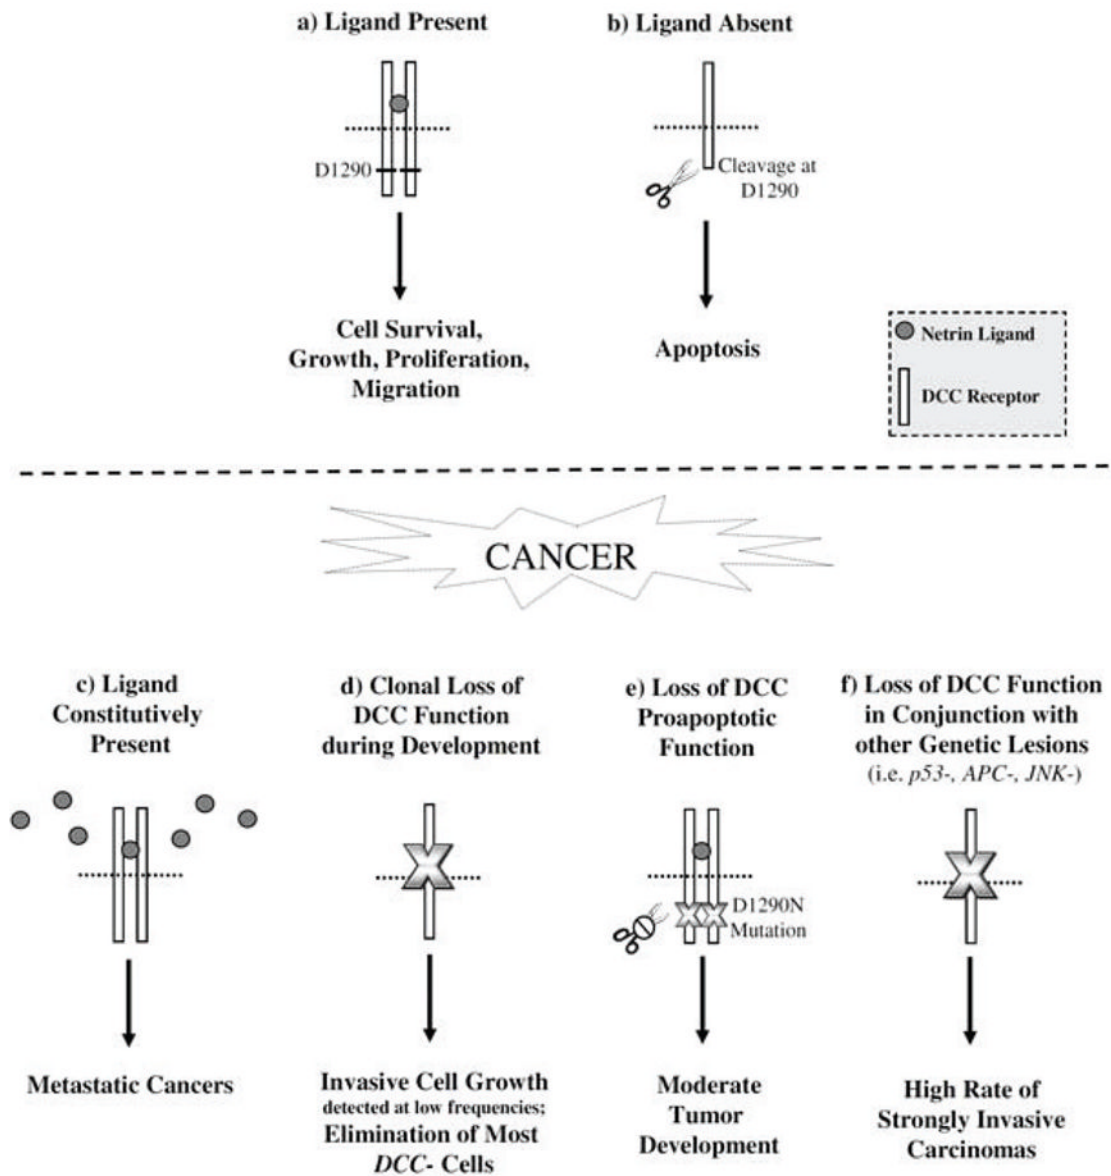 a) Ligand Present
b) Ligand Absent
D1290
Cleavage at
D1290
Cell Survival,
Growth, Proliferation,
Migration
Apoptosis
Netrin Ligand
DCC Receptor
CANCER
c) Ligand
Constitutively
Present
d) Clonal Loss of
DCC Function
during Development
e) Loss of DCC
Proapoptotic
Function
f) Loss of DCC Function
in Conjunction with
other Genetic Lesions
(i.e. p53-, APC-, JNK-)
D1290N
Mutation
Metastatic Cancers
Invasive Cell Growth
detected at low frequencies;
Elimination of Most
DCC- Cells
Moderate
Tumor
Development
High Rate of
Strongly Invasive
Carcinomas